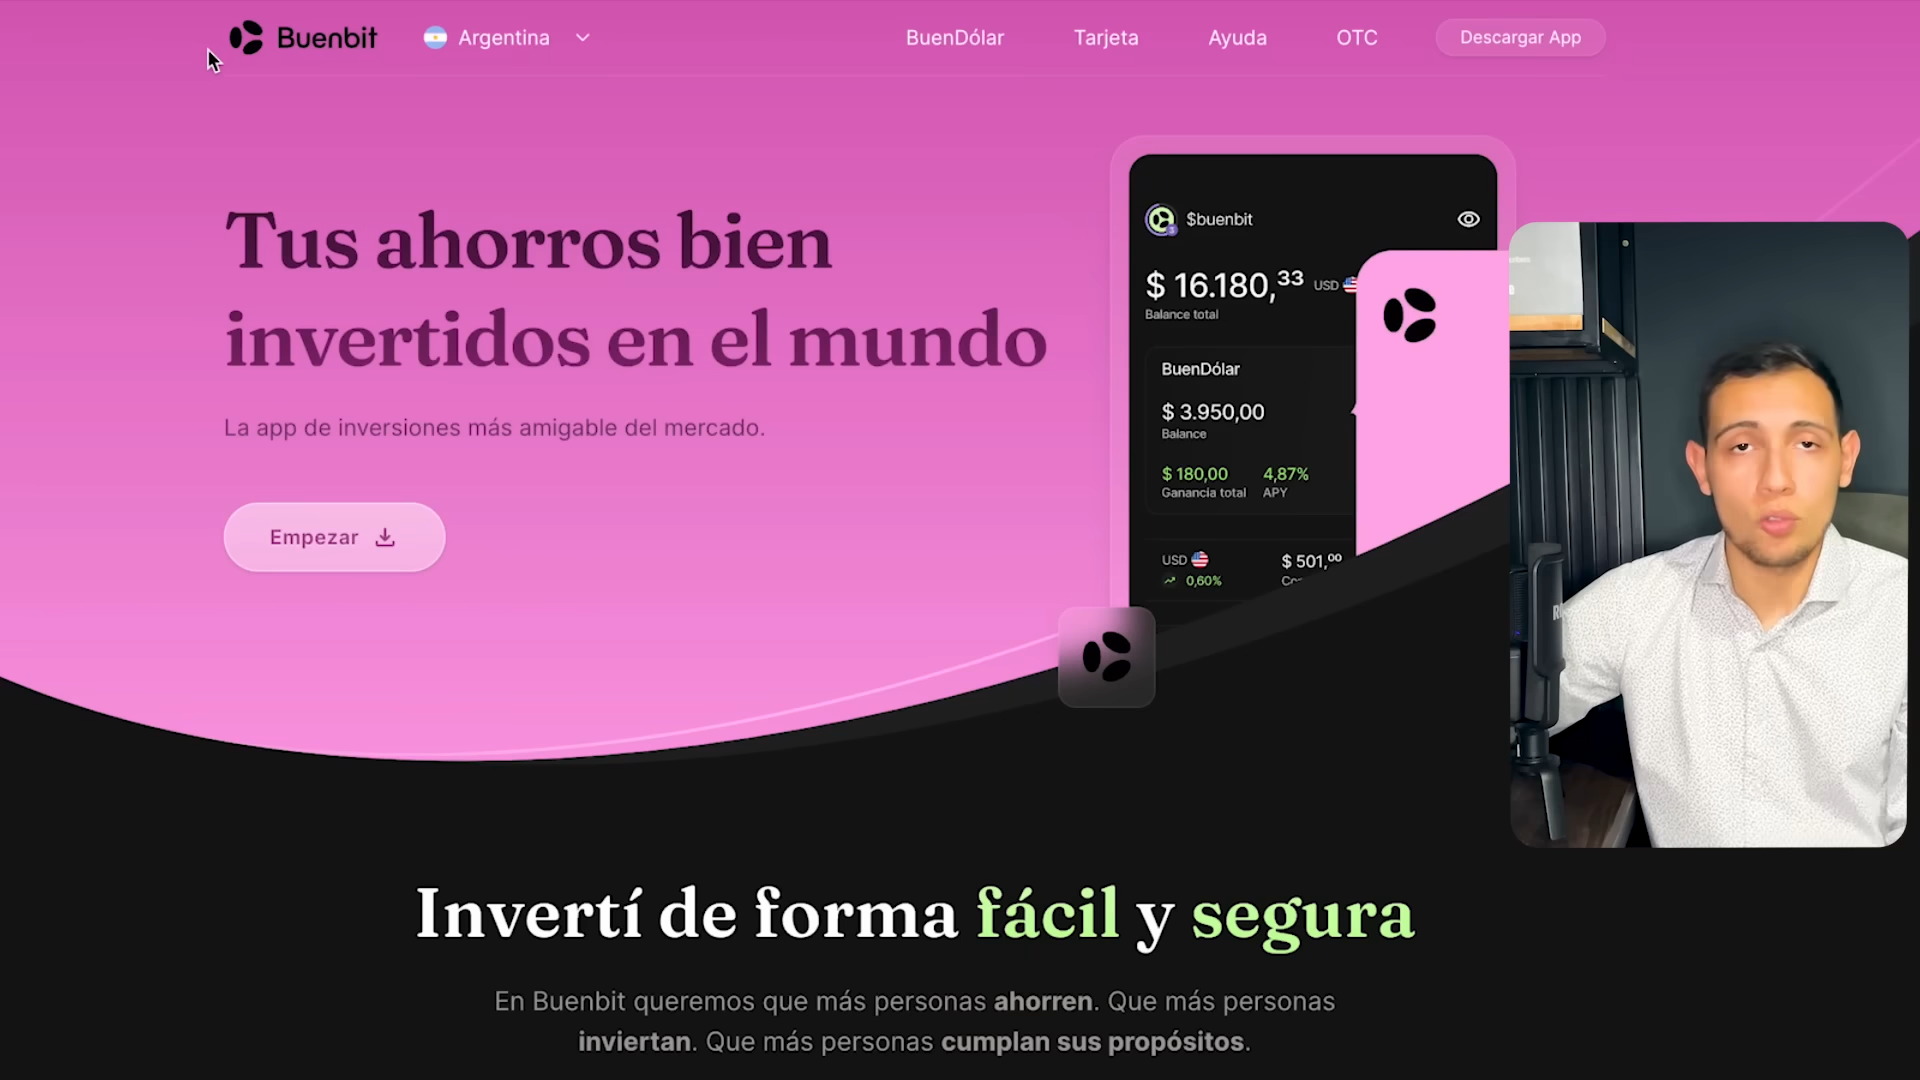 Buenbit
Argentina
BuenDólar
Tarjeta
Ayuda
OTC
Descargar App
Tus ahorros bien
invertidos en el mundo
La app de inversiones más amigable del mercado.
Empezar
$buenbit
$ 16.180,33 USD
Balance total
BuenDólar
$ 3.950,00
Balance
$ 180,00 4,87%
Ganancia total APY
USD $ 501,00
0,60%
Invertí de forma fácil y segura
En Buenbit queremos que más personas ahorren. Que más personas
inviertan. Que más personas cumplan sus propósitos.